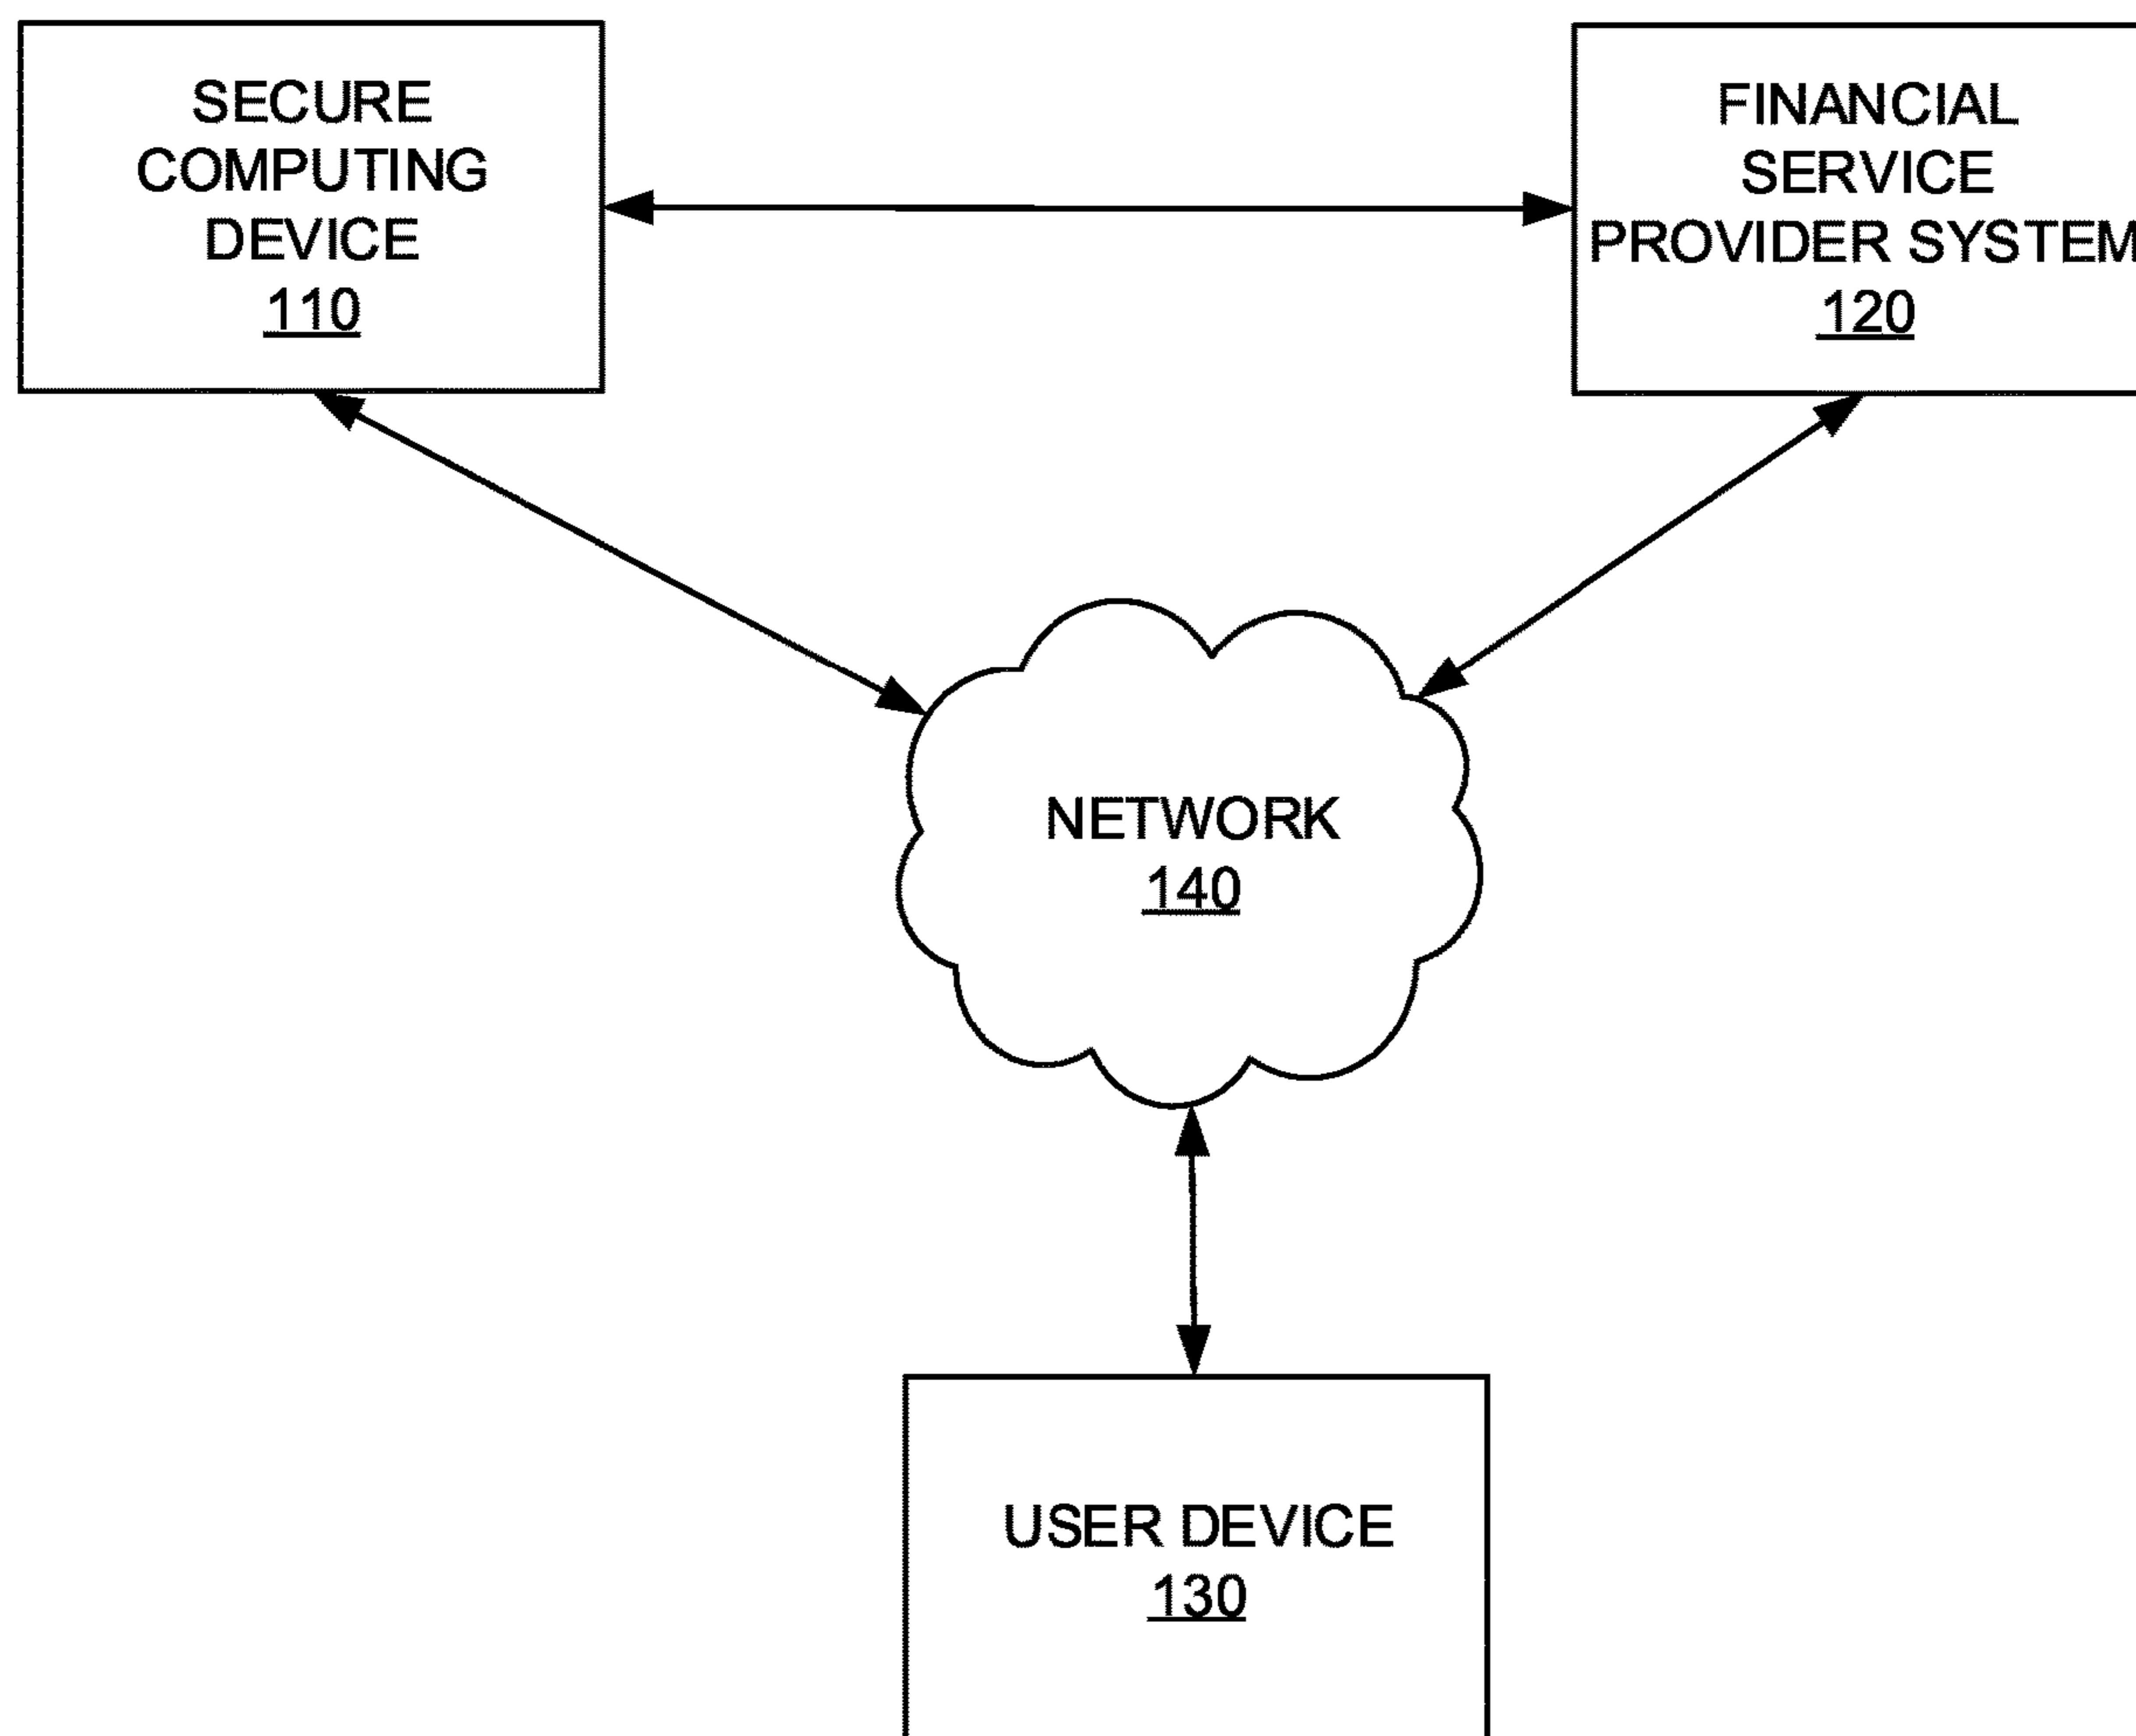 SECURE
COMPUTING
DEVICE
110
FINANCIAL
SERVICE
PROVIDER SYSTEM
120
NETWORK
140
USER DEVICE
130